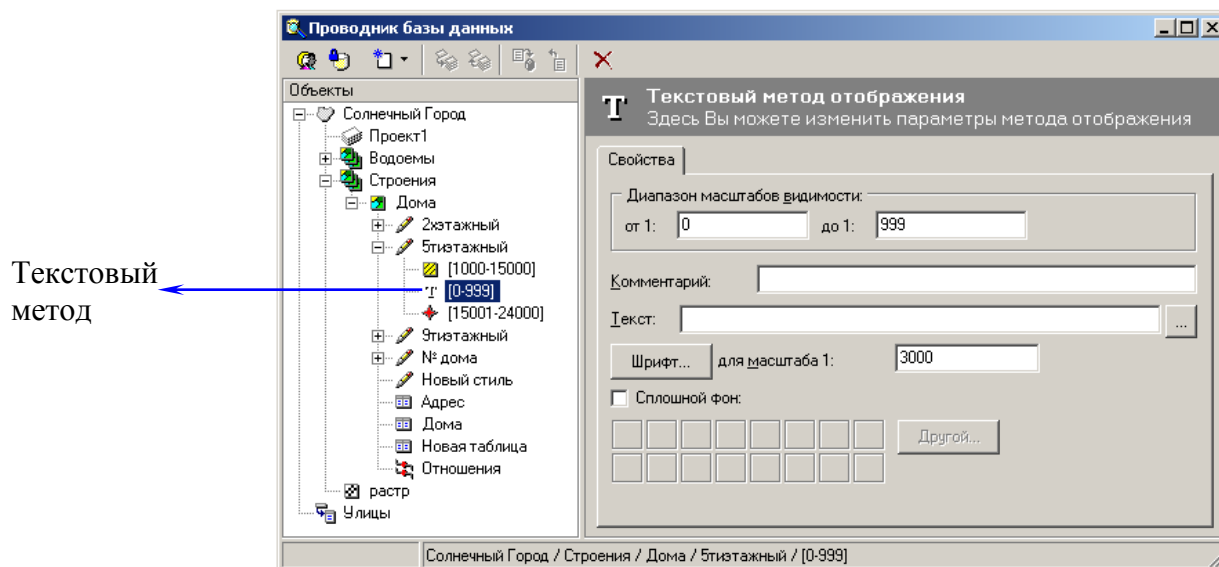 Проводник базы данных
Объекты
Солнечный Город
Проект1
Водоемы
Строения
Дома
2хэтажный
5тиэтажный
[1000-15000]
T [0-999]
[15001-24000]
9тиэтажный
№ дома
Новый стиль
Адрес
Дома
Новая таблица
Отношения
растр
Улицы
Текстовый
метод
T Текстовый метод отображения
Здесь Вы можете изменить параметры метода отображения
Свойства
Диапазон масштабов видимости:
от 1: 0 до 1: 999
Комментарий:
Текст: ...
Шрифт... для масштаба 1: 3000
Сплошной фон:
Другой...
Солнечный Город / Строения / Дома / 5тиэтажный / [0-999]